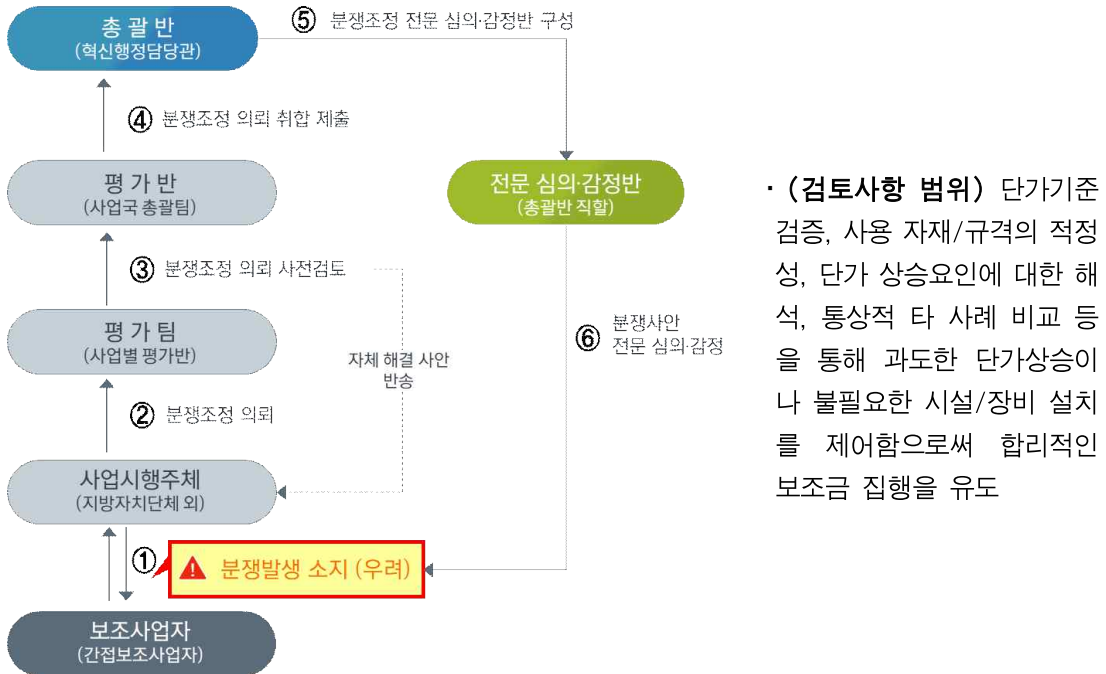 총 괄 반
(혁신행정담당관)
⑤ 분쟁조정 전문 심의·감정반 구성
④ 분쟁조정 의뢰 취합 제출
평 가 반
(사업국 총괄팀)
전문 심의·감정반
(총괄반 직할)
③ 분쟁조정 의뢰 사전검토
평 가 팀
(사업별 평가반)
자체 해결 사안
반송
⑥ 분쟁사안
전문 심의·감정
② 분쟁조정 의뢰
사업시행주체
(지방자치단체 외)
① 분쟁발생 소지 (우려)
보조사업자
(간접보조사업자)
· (검토사항 범위) 단가기준
검증, 사용 자재/규격의 적정
성, 단가 상승요인에 대한 해
석, 통상적 타 사례 비교 등
을 통해 과도한 단가상승이
나 불필요한 시설/장비 설치
를 제어함으로써 합리적인
보조금 집행을 유도